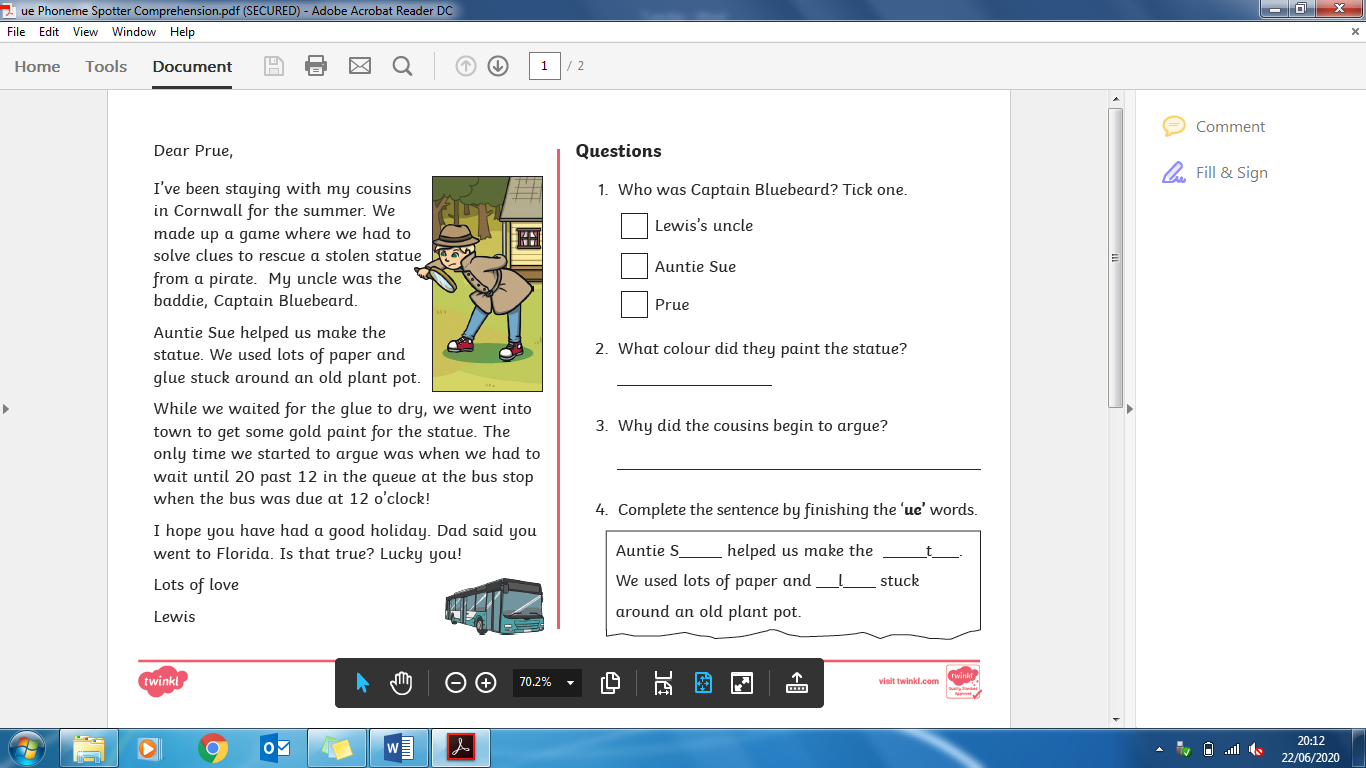 ue Phoneme Spotter Comprehension.pdf (SECURED) - Adobe Acrobat Reader DC
File Edit View Window Help
Home Tools Document
1 / 2
Dear Prue,
I've been staying with my cousins
in Cornwall for the summer. We
made up a game where we had to
solve clues to rescue a stolen statue
from a pirate. My uncle was the
baddie, Captain Bluebeard.
Auntie Sue helped us make the
statue. We used lots of paper and
glue stuck around an old plant pot.
While we waited for the glue to dry, we went into
town to get some gold paint for the statue. The
only time we started to argue was when we had to
wait until 20 past 12 in the queue at the bus stop
when the bus was due at 12 o'clock!
I hope you have had a good holiday. Dad said you
went to Florida. Is that true? Lucky you!
Lots of love
Lewis
Questions
1. Who was Captain Bluebeard? Tick one.
Lewis's uncle
Auntie Sue
Prue
2. What colour did they paint the statue?
3. Why did the cousins begin to argue?
4. Complete the sentence by finishing the 'ue' words.
Auntie S_____ helped us make the _____t___.
We used lots of paper and ___l____ stuck
around an old plant pot.
Comment
Fill & Sign
twinkl
70.2%
visit twinkl.com
twinkl
Quality Standard
Approved
20:12
22/06/2020